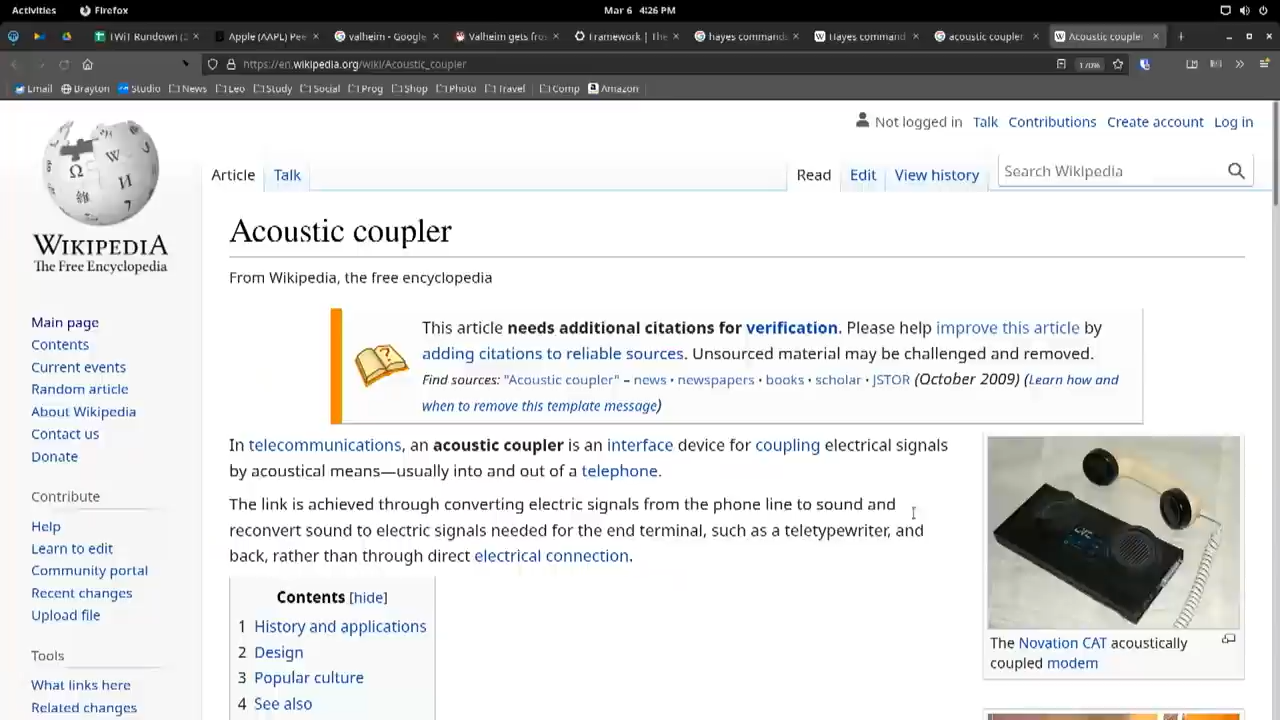 Activities Firefox Mar 6 4:26 PM
TWiT Rundown (2 Apple (AAPL) Pee valheim - Google Valheim gets fro Framework | The hayes command Hayes command acoustic coupler Acoustic coupler
https://en.wikipedia.org/wiki/Acoustic_coupler 170%
Email Brayton Studio News Leo Study Social Prog Shop Photo Travel Comp Amazon
Not logged in Talk Contributions Create account Log in
Article Talk Read Edit View history Search Wikipedia
WIKIPEDIA
The Free Encyclopedia
Main page
Contents
Current events
Random article
About Wikipedia
Contact us
Donate
Contribute
Help
Learn to edit
Community portal
Recent changes
Upload file
Tools
What links here
Related changes
Acoustic coupler
From Wikipedia, the free encyclopedia
This article needs additional citations for verification. Please help improve this article by
adding citations to reliable sources. Unsourced material may be challenged and removed.
Find sources: "Acoustic coupler" – news · newspapers · books · scholar · JSTOR (October 2009) (Learn how and
when to remove this template message)
In telecommunications, an acoustic coupler is an interface device for coupling electrical signals
by acoustical means—usually into and out of a telephone.
The link is achieved through converting electric signals from the phone line to sound and
reconvert sound to electric signals needed for the end terminal, such as a teletypewriter, and
back, rather than through direct electrical connection.
Contents [hide]
1 History and applications
2 Design
3 Popular culture
4 See also
The Novation CAT acoustically
coupled modem